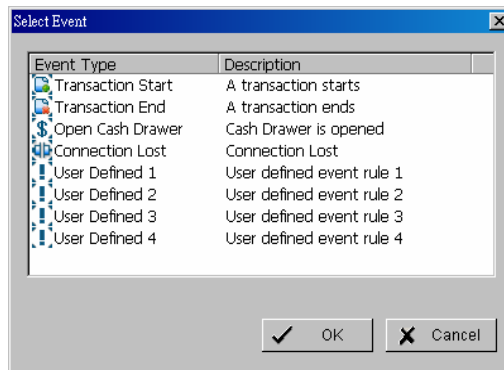 Select Event
Event Type Description
Transaction Start A transaction starts
Transaction End A transaction ends
Open Cash Drawer Cash Drawer is opened
Connection Lost Connection Lost
User Defined 1 User defined event rule 1
User Defined 2 User defined event rule 2
User Defined 3 User defined event rule 3
User Defined 4 User defined event rule 4
OK Cancel